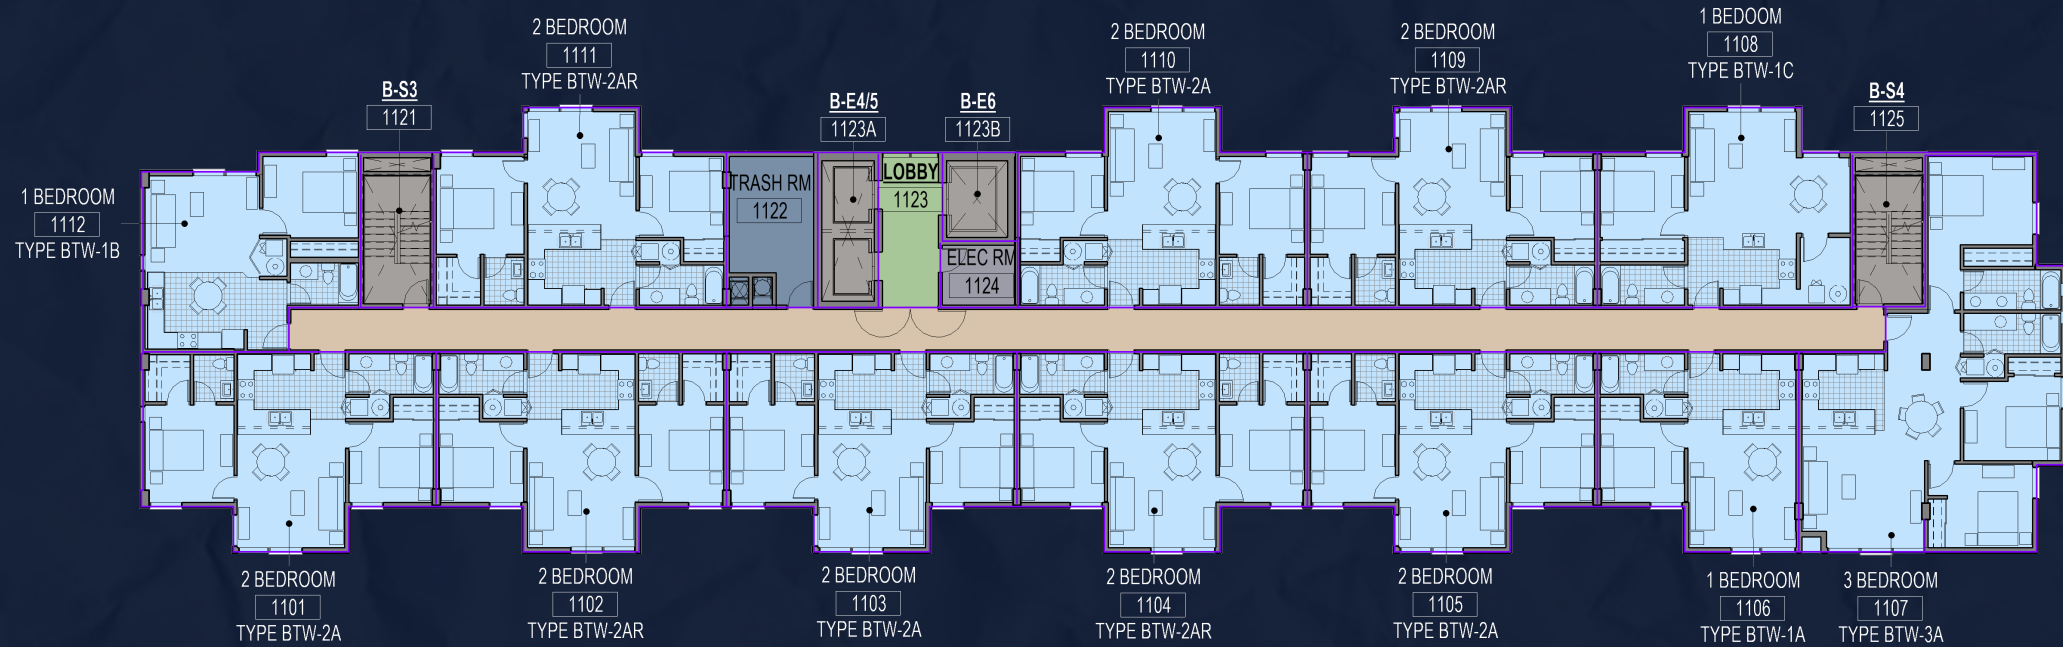 2 BEDROOM
1111
TYPE BTW-2AR
2 BEDROOM
1110
TYPE BTW-2A
2 BEDROOM
1109
TYPE BTW-2AR
1 BEDOOM
1108
TYPE BTW-1C
B-S3
1121
B-E4/5
1123A
B-E6
1123B
B-S4
1125
1 BEDROOM
1112
TYPE BTW-1B
TRASH RM
1122
LOBBY
1123
ELEC RM
1124
2 BEDROOM
1101
TYPE BTW-2A
2 BEDROOM
1102
TYPE BTW-2AR
2 BEDROOM
1103
TYPE BTW-2A
2 BEDROOM
1104
TYPE BTW-2AR
2 BEDROOM
1105
TYPE BTW-2A
1 BEDROOM
1106
TYPE BTW-1A
3 BEDROOM
1107
TYPE BTW-3A